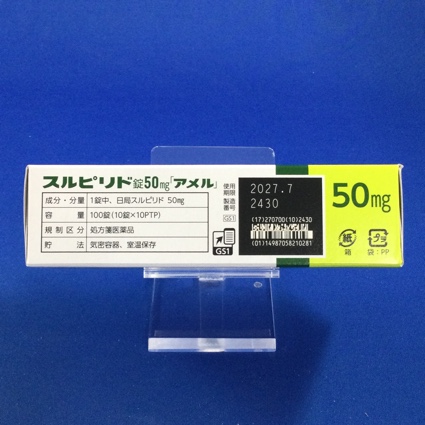 スルピリド錠50mg「アメル」
成分・分量 1錠中、日局スルピリド 50mg
容量 100錠(10錠×10PTP)
規制区分 処方箋医薬品
貯法 気密容器、室温保存
使用期限 2027.7
製造番号 2430
GS1
(17)270700(10)2430
(01)14987058210281
GS1
50mg
紙 プラ
箱 袋:PP